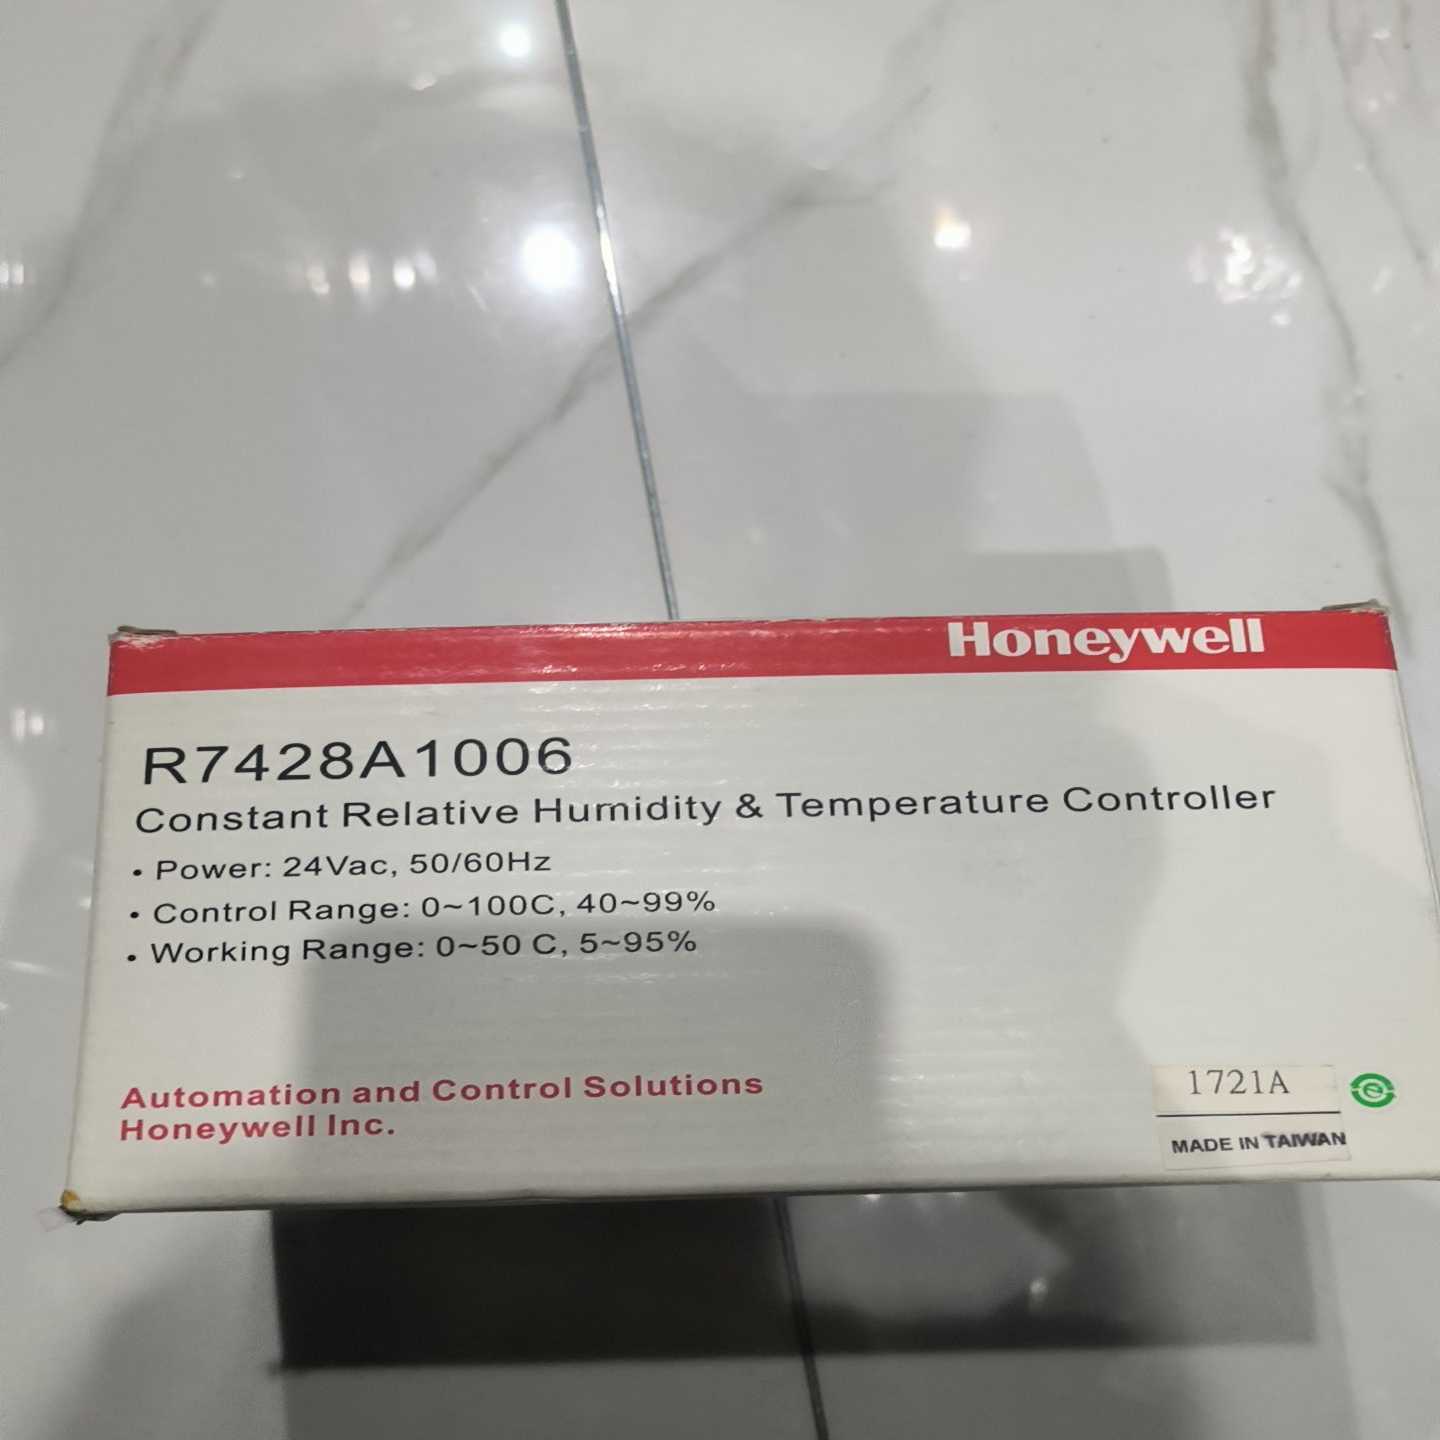 Honeywell
R7428A1006
Constant Relative Humidity & Temperature Controller
• Power: 24Vac, 50/60Hz
• Control Range: 0~100C, 40~99%
• Working Range: 0~50 C, 5~95%
Automation and Control Solutions
Honeywell Inc.
1721A
MADE IN TAIWAN